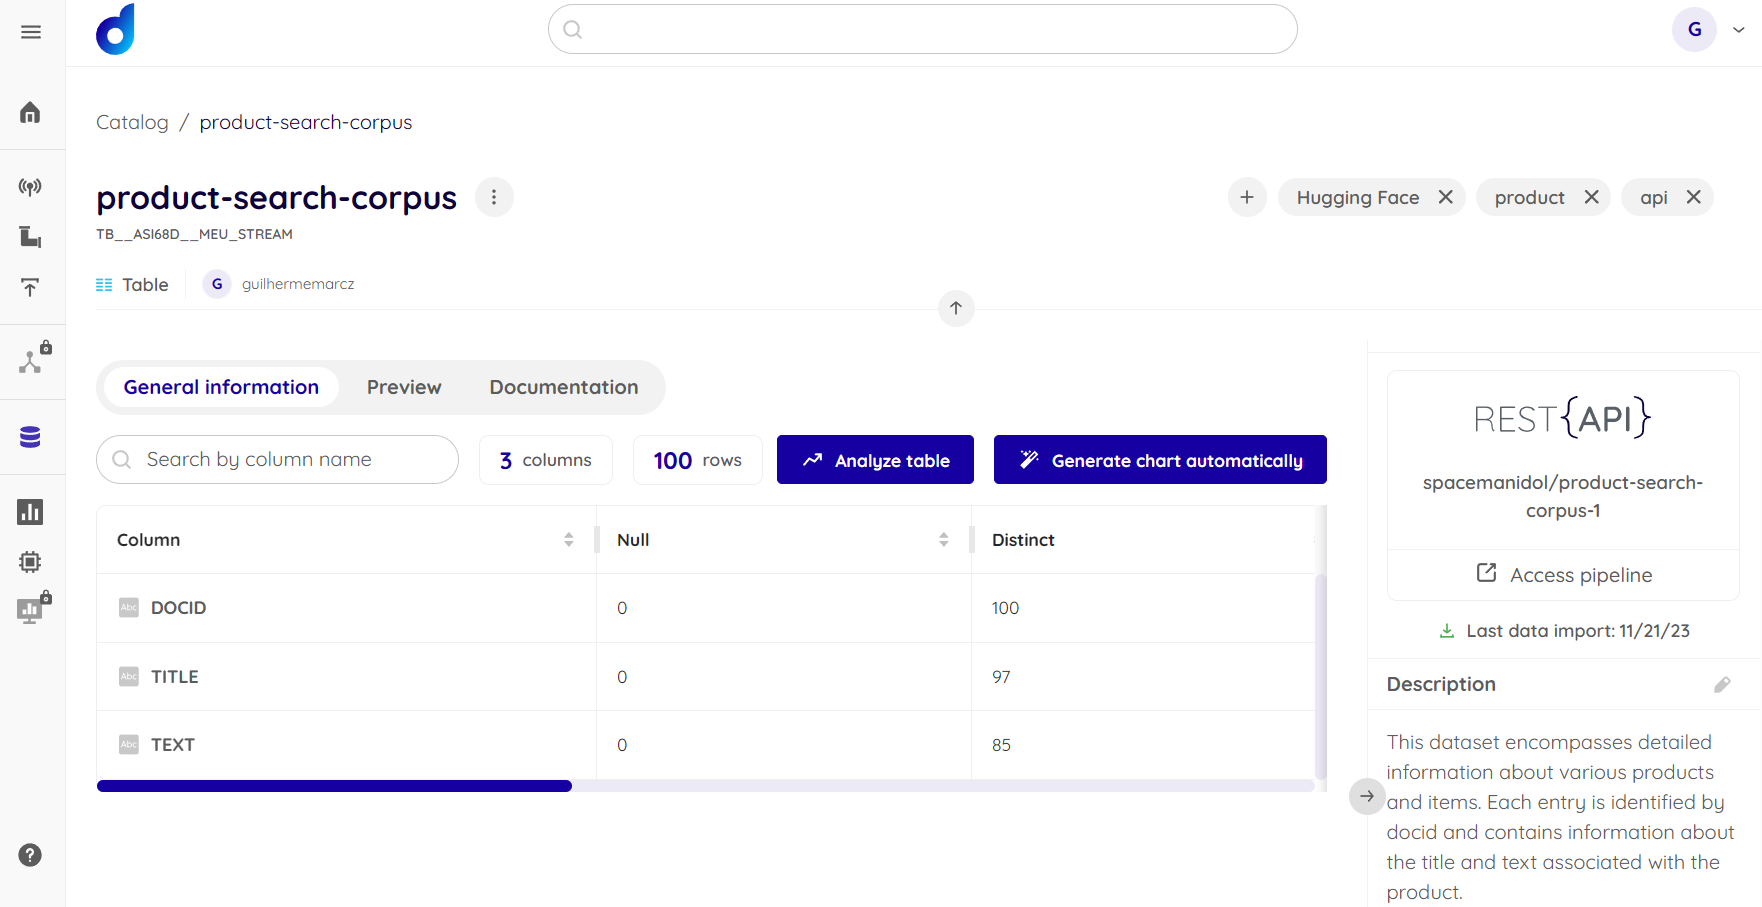 G
Catalog / product-search-corpus
product-search-corpus
Hugging Face
product
api
TB__ASI68D__MEU_STREAM
Table
G
guilhermemarcz
General information
Preview
Documentation
Search by column name
3 columns
100 rows
Analyze table
Generate chart automatically
Column
Null
Distinct
Abc
DOCID
0
100
Abc
TITLE
0
97
Abc
TEXT
0
85
REST{API}
spacemanidol/product-search-
corpus-1
Access pipeline
Last data import: 11/21/23
Description
This dataset encompasses detailed
information about various products
and items. Each entry is identified by
docid and contains information about
the title and text associated with the
product.
?